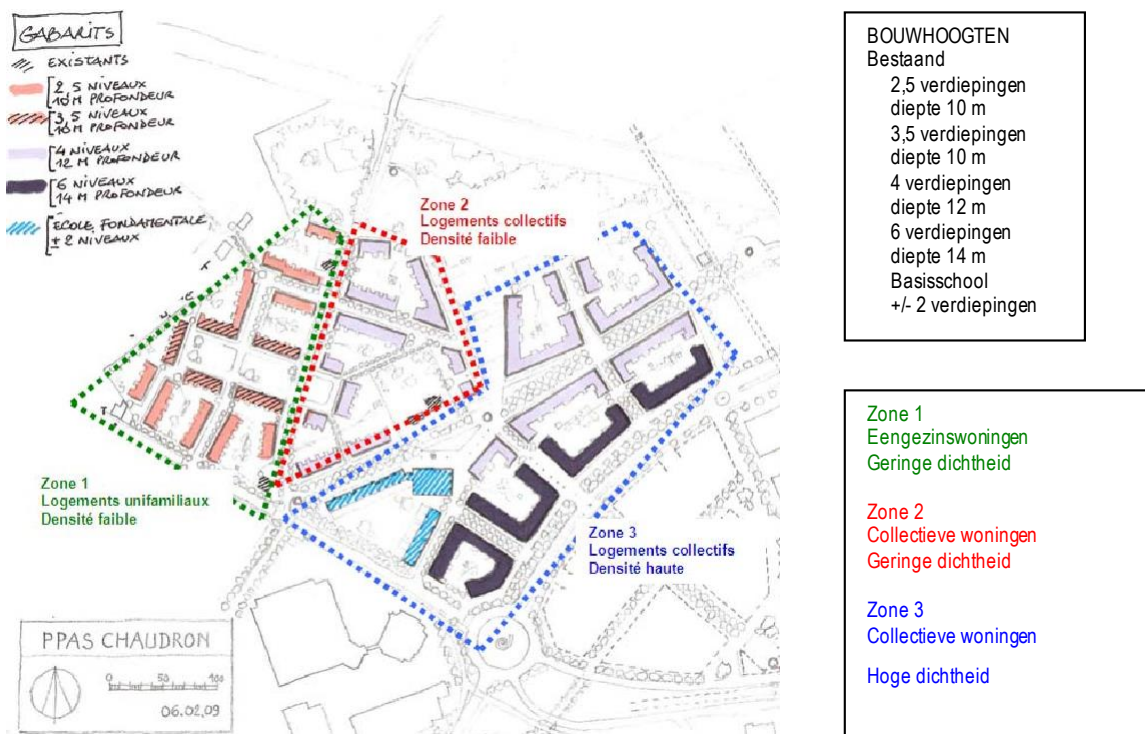 GABARITS
EXISTANTS
2,5 NIVEAUX
10 M PROFONDEUR
3,5 NIVEAUX
10 M PROFONDEUR
4 NIVEAUX
12 M PROFONDEUR
6 NIVEAUX
14 M PROFONDEUR
ECOLE FONDAMENTALE
± 2 NIVEAUX
Zone 2
Logements collectifs
Densité faible
Zone 1
Logements unifamiliaux
Densité faible
Zone 3
Logements collectifs
Densité haute
PPAS CHAUDRON
0 50 100
06.02.09
BOUWHOOGTEN
Bestaand
2,5 verdiepingen
diepte 10 m
3,5 verdiepingen
diepte 10 m
4 verdiepingen
diepte 12 m
6 verdiepingen
diepte 14 m
Basisschool
+/- 2 verdiepingen
Zone 1
Eengezinswoningen
Geringe dichtheid
Zone 2
Collectieve woningen
Geringe dichtheid
Zone 3
Collectieve woningen
Hoge dichtheid